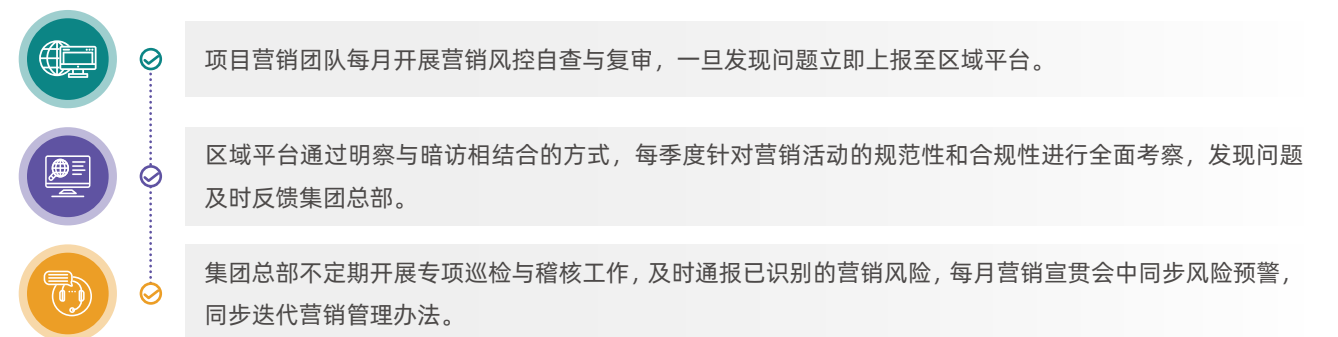 项目营销团队每月开展营销风控自查与复审，一旦发现问题立即上报至区域平台。
区域平台通过明察与暗访相结合的方式，每季度针对营销活动的规范性和合规性进行全面考察，发现问题
及时反馈集团总部。
集团总部不定期开展专项巡检与稽核工作，及时通报已识别的营销风险，每月营销宣贯会中同步风险预警，
同步迭代营销管理办法。